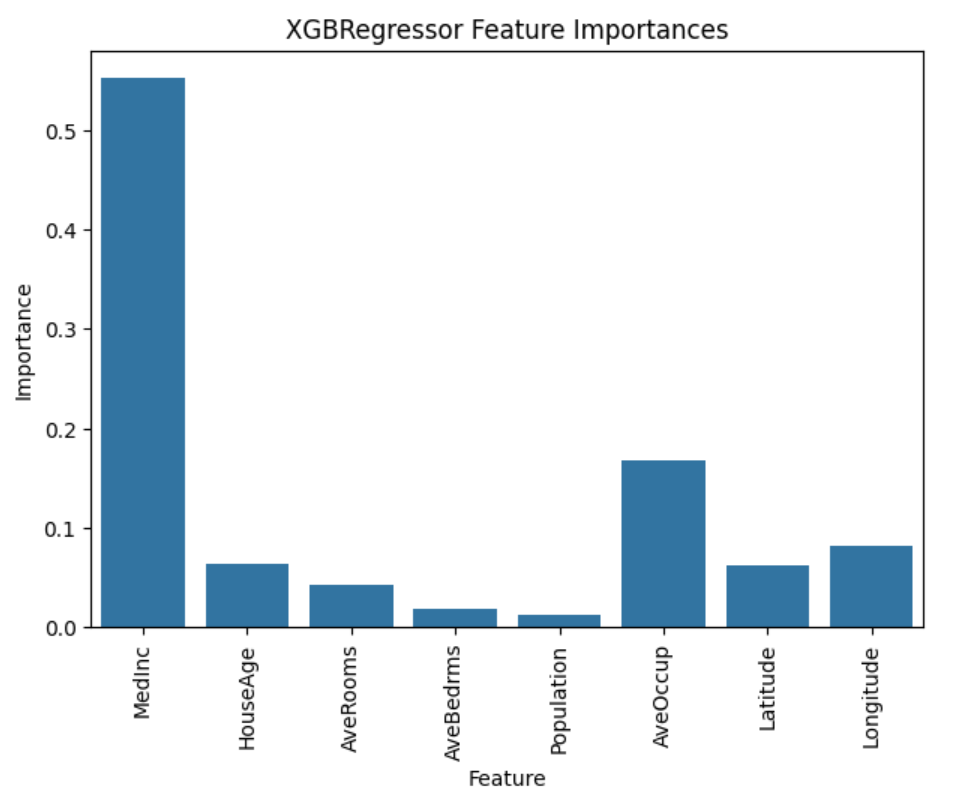 XGBRegressor Feature Importances
Importance
0.5
0.4
0.3
0.2
0.1
0.0
MedInc
HouseAge
AveRooms
AveBedrms
Population
AveOccup
Latitude
Longitude
Feature